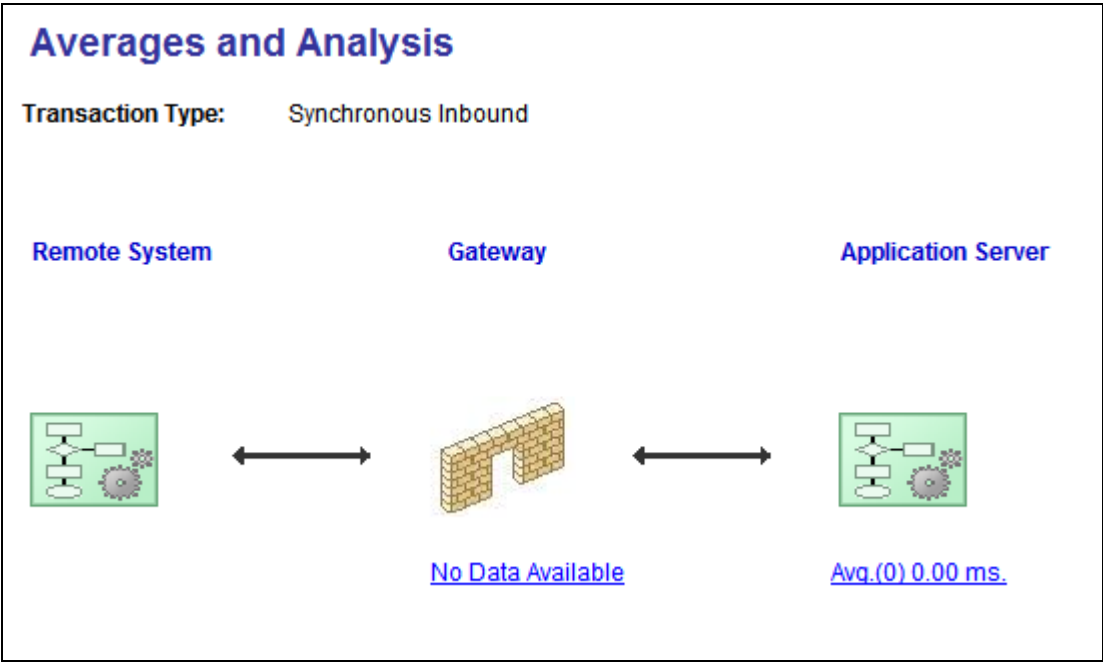 Averages and Analysis
Transaction Type: Synchronous Inbound
Remote System Gateway Application Server
No Data Available Avg.(0) 0.00 ms.